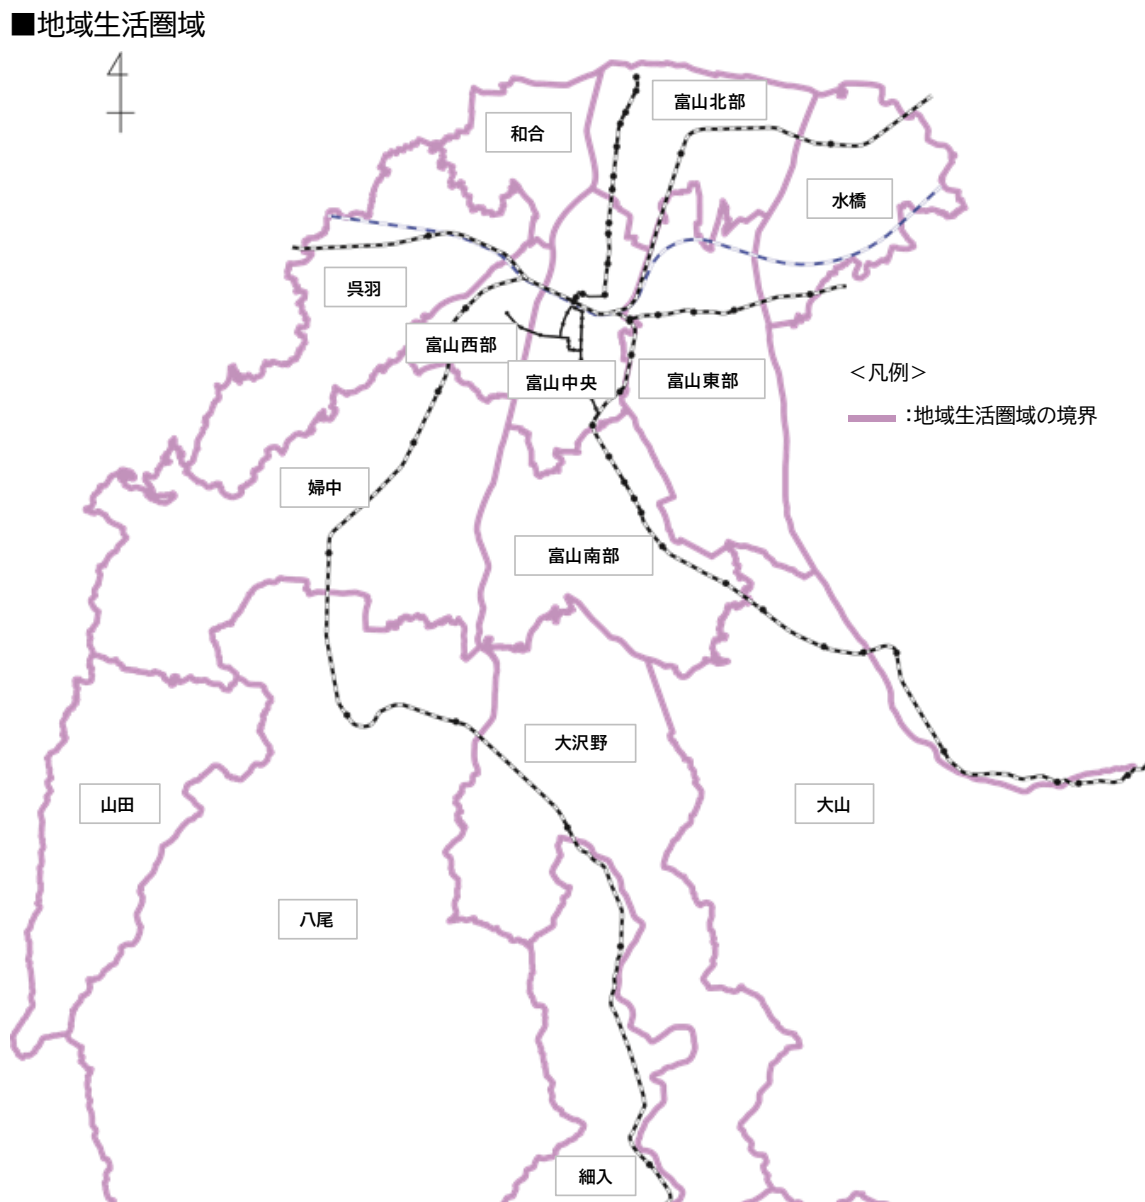 ■地域生活圏域
富山北部
和合
水橋
呉羽
富山西部
富山中央
富山東部
<凡例>
:地域生活圏域の境界
婦中
富山南部
大沢野
山田
大山
八尾
細入